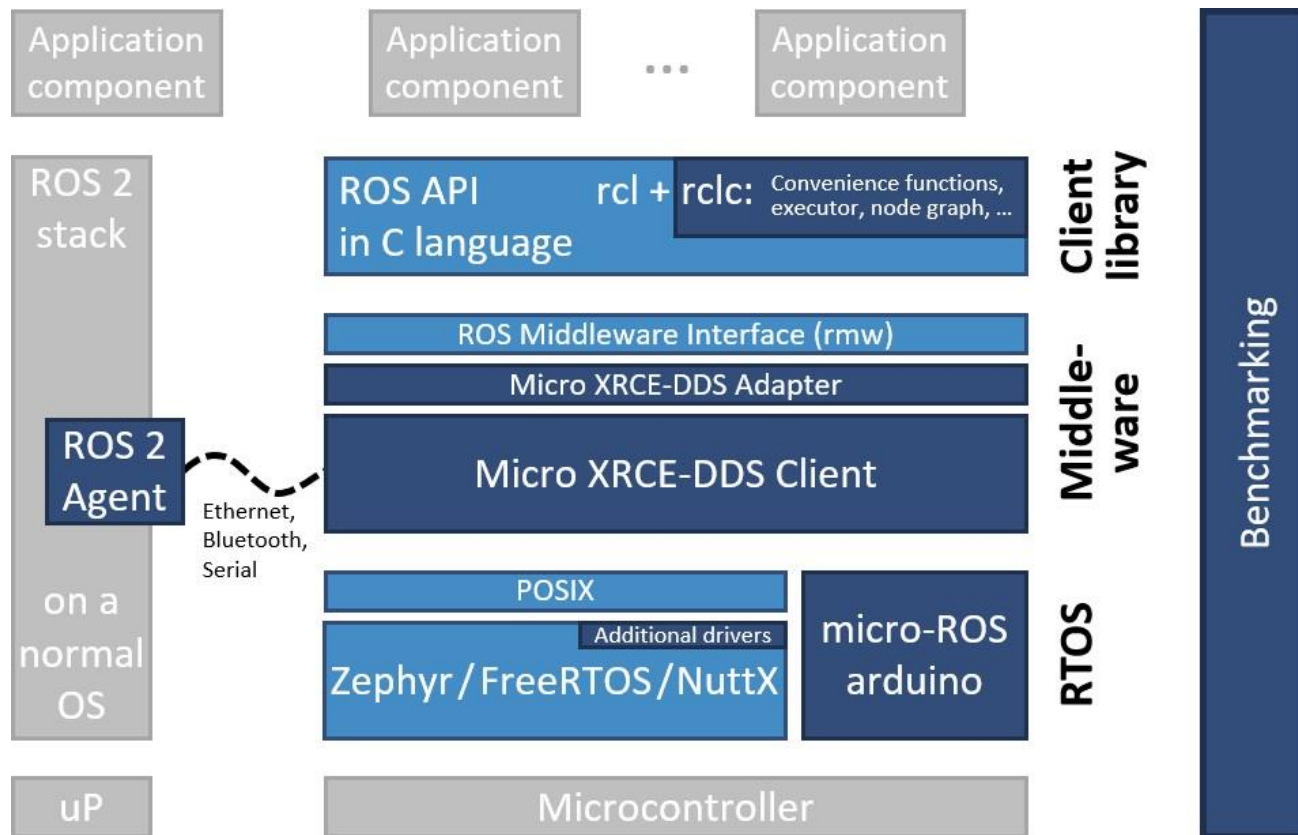 Application
component
Application
component
...
Application
component
ROS 2
stack
ROS API
in C language
rcl + rclc:
Convenience functions,
executor, node graph, ...
Client
library
ROS Middleware Interface (rmw)
Micro XRCE-DDS Adapter
Micro XRCE-DDS Client
Middle-
ware
ROS 2
Agent
Ethernet,
Bluetooth,
Serial
on a
normal
OS
POSIX
Additional drivers
Zephyr/FreeRTOS/NuttX
micro-ROS
arduino
RTOS
uP
Microcontroller
Benchmarking